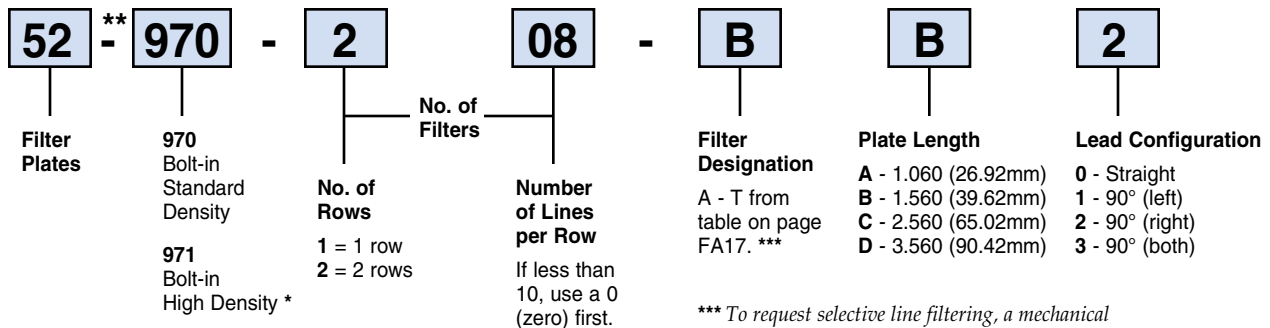 52 -** 970 - 2 08 - B B 2
No. of
Filters
Filter
Plates
970
Bolt-in
Standard
Density
971
Bolt-in
High Density *
No. of
Rows
1 = 1 row
2 = 2 rows
Number
of Lines
per Row
If less than
10, use a 0
(zero) first.
Filter
Designation
A - T from
table on page
FA17. ***
Plate Length
A - 1.060 (26.92mm)
B - 1.560 (39.62mm)
C - 2.560 (65.02mm)
D - 3.560 (90.42mm)
Lead Configuration
0 - Straight
1 - 90° (left)
2 - 90° (right)
3 - 90° (both)
*** To request selective line filtering, a mechanical